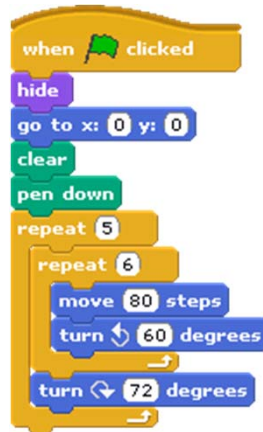 when clicked
hide
go to x: 0 y: 0
clear
pen down
repeat 5
repeat 6
move 80 steps
turn 60 degrees
turn 72 degrees